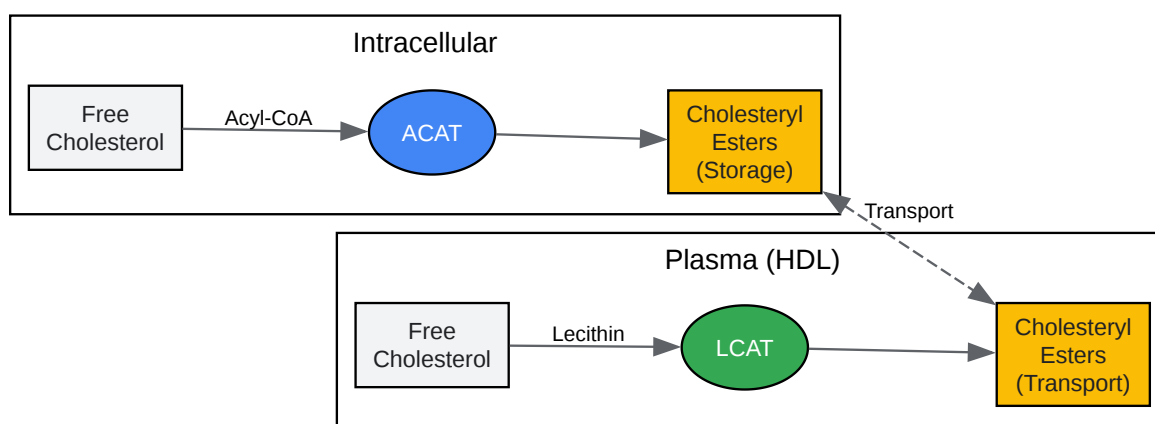 Intracellular
Free
Cholesterol
Acyl-CoA
ACAT
Cholesteryl
Esters
(Storage)
Transport
Plasma (HDL)
Free
Cholesterol
Lecithin
LCAT
Cholesteryl
Esters
(Transport)